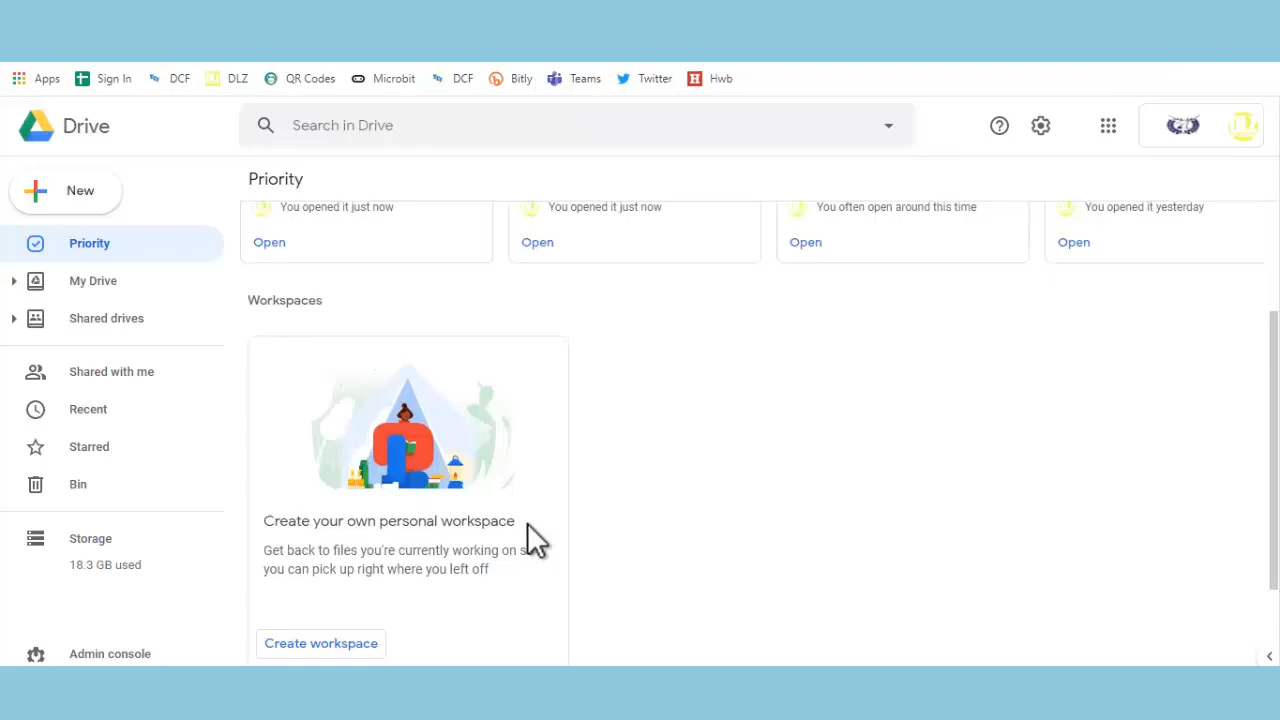 Apps Sign In DCF DLZ QR Codes Microbit DCF Bitly Teams Twitter Hwb
Drive
Search in Drive
New
Priority
My Drive
Shared drives
Shared with me
Recent
Starred
Bin
Storage
18.3 GB used
Admin console
Priority
You opened it just now
Open
You opened it just now
Open
You often open around this time
Open
You opened it yesterday
Open
Workspaces
Create your own personal workspace
Get back to files you're currently working on
you can pick up right where you left off
Create workspace